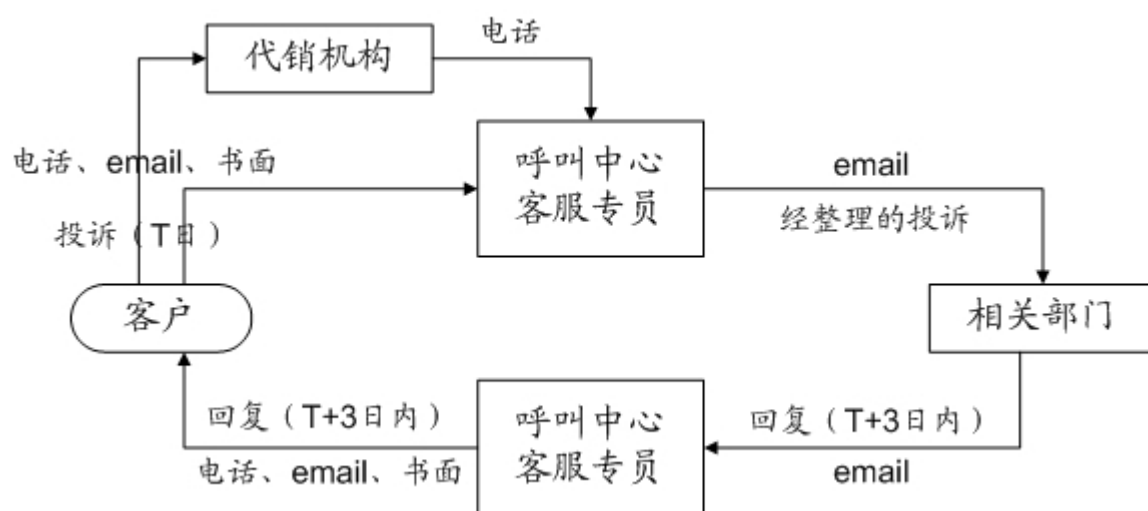 代销机构
电话
电话、email、书面
投诉（T日）
呼叫中心
客服专员
email
经整理的投诉
客户
相关部门
回复（T+3日内）
电话、email、书面
呼叫中心
客服专员
回复（T+3日内）
email